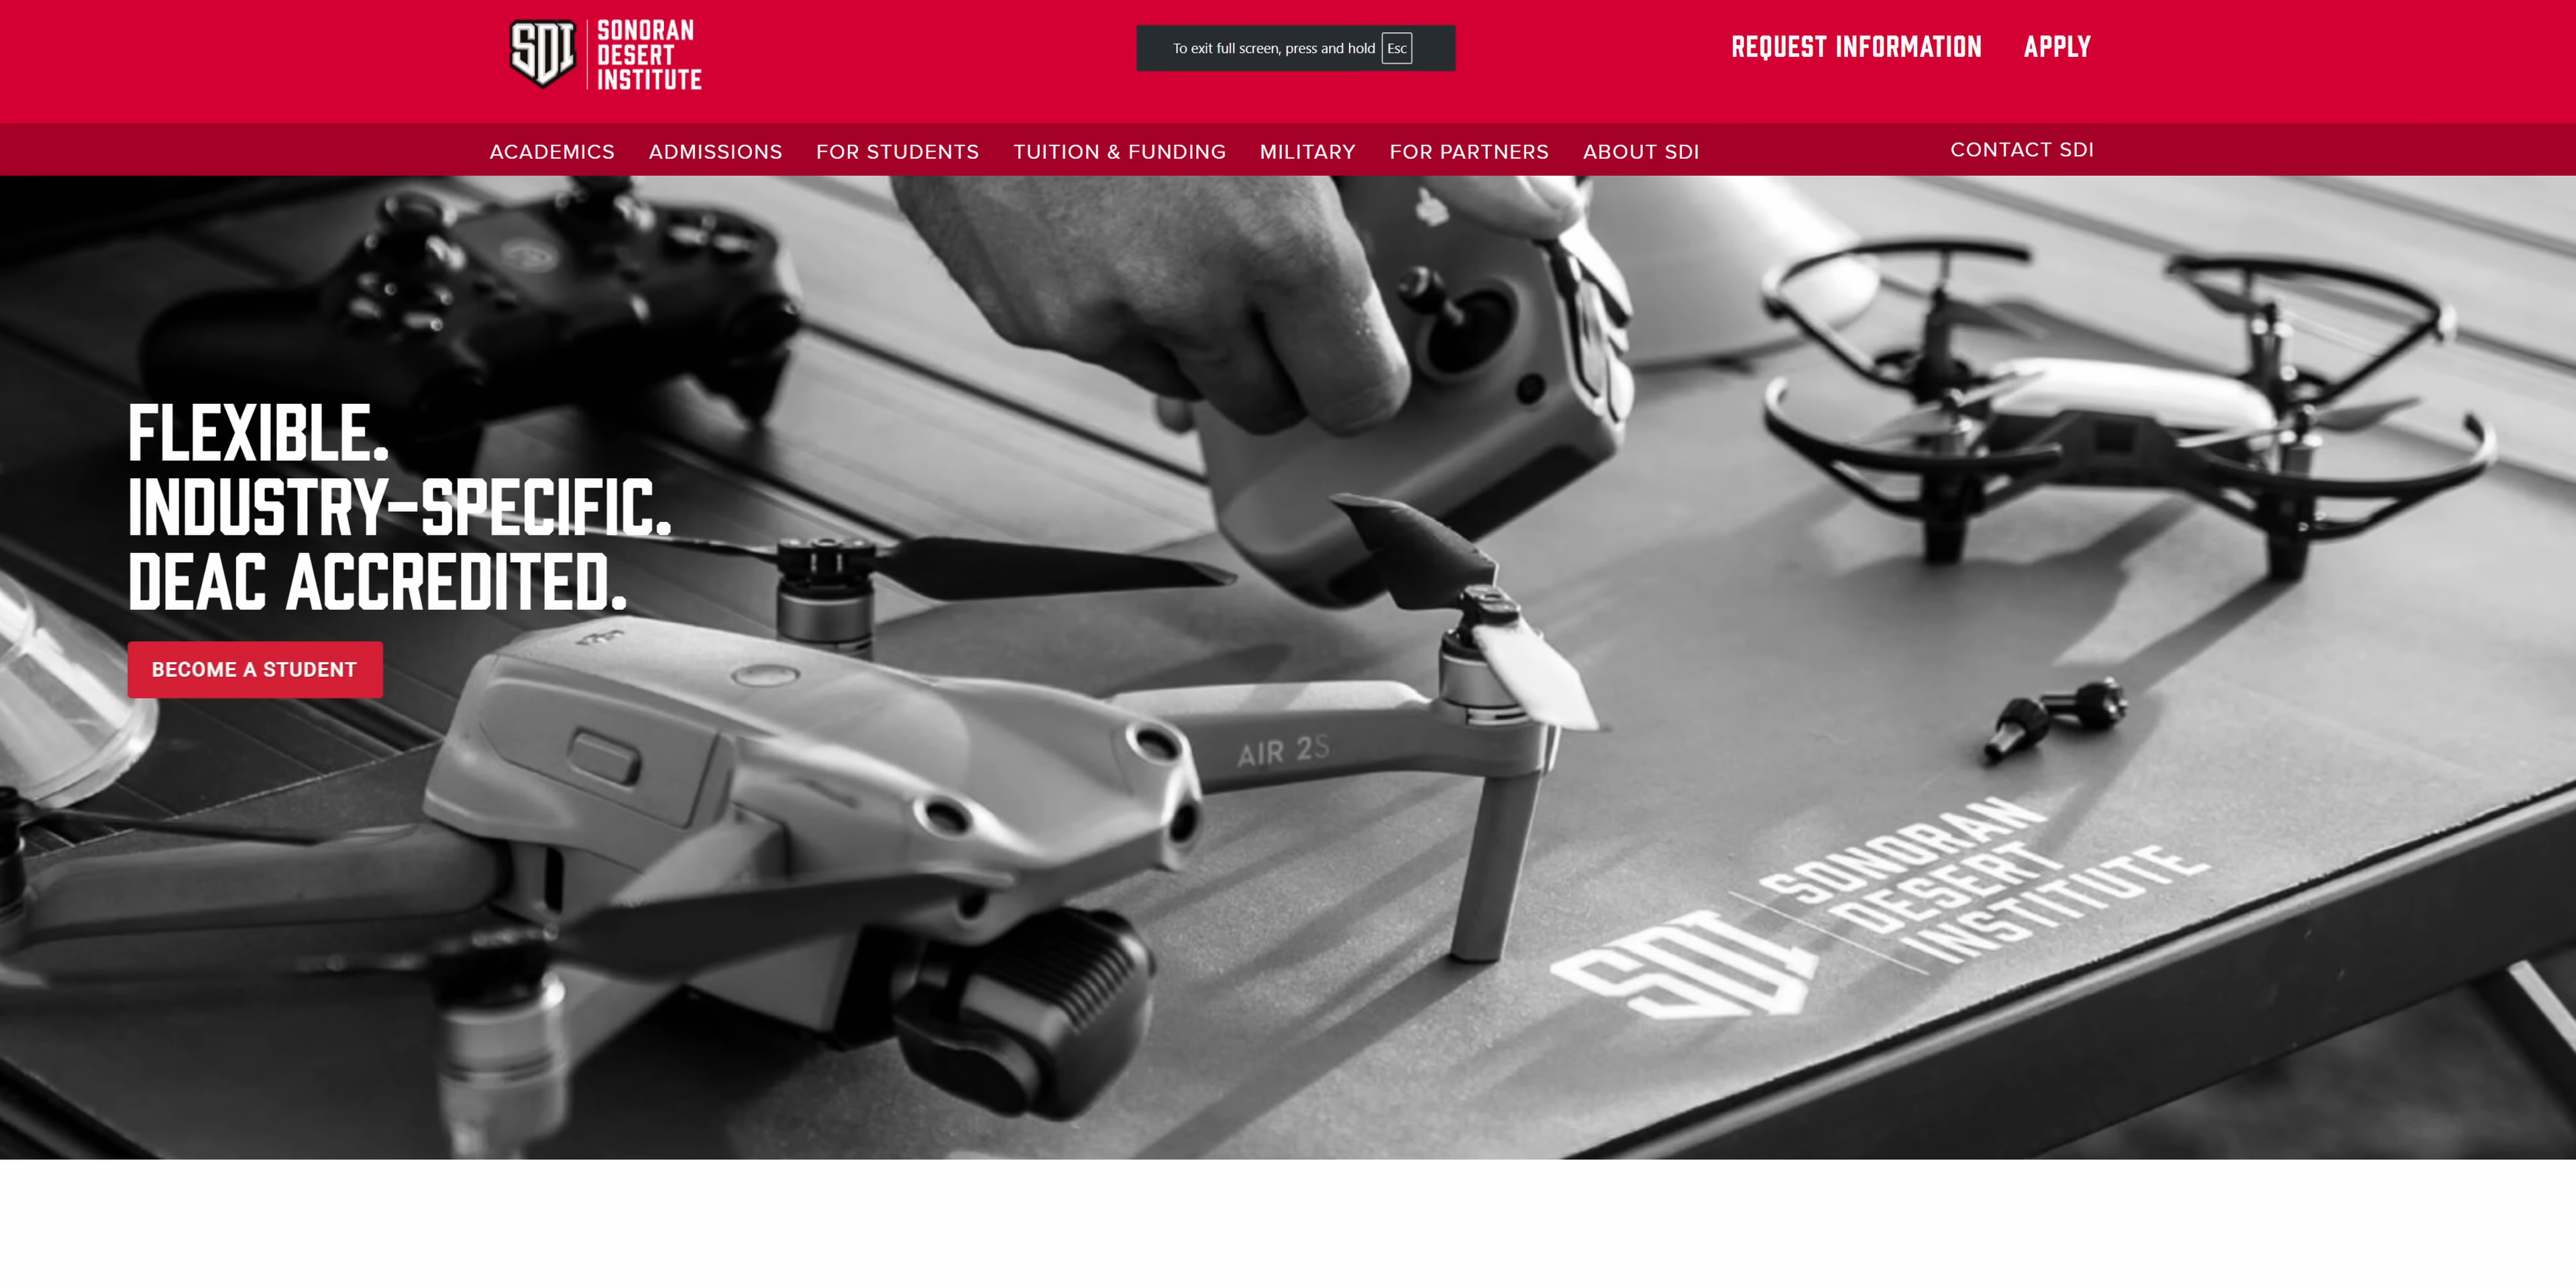 SDI
SONORAN
DESERT
INSTITUTE
To exit full screen, press and hold Esc
REQUEST INFORMATION
APPLY
ACADEMICS
ADMISSIONS
FOR STUDENTS
TUITION & FUNDING
MILITARY
FOR PARTNERS
ABOUT SDI
CONTACT SDI
FLEXIBLE.
INDUSTRY-SPECIFIC.
DEAC ACCREDITED.
BECOME A STUDENT
AIR 2S
SDI
SONORAN
DESERT
INSTITIUTE